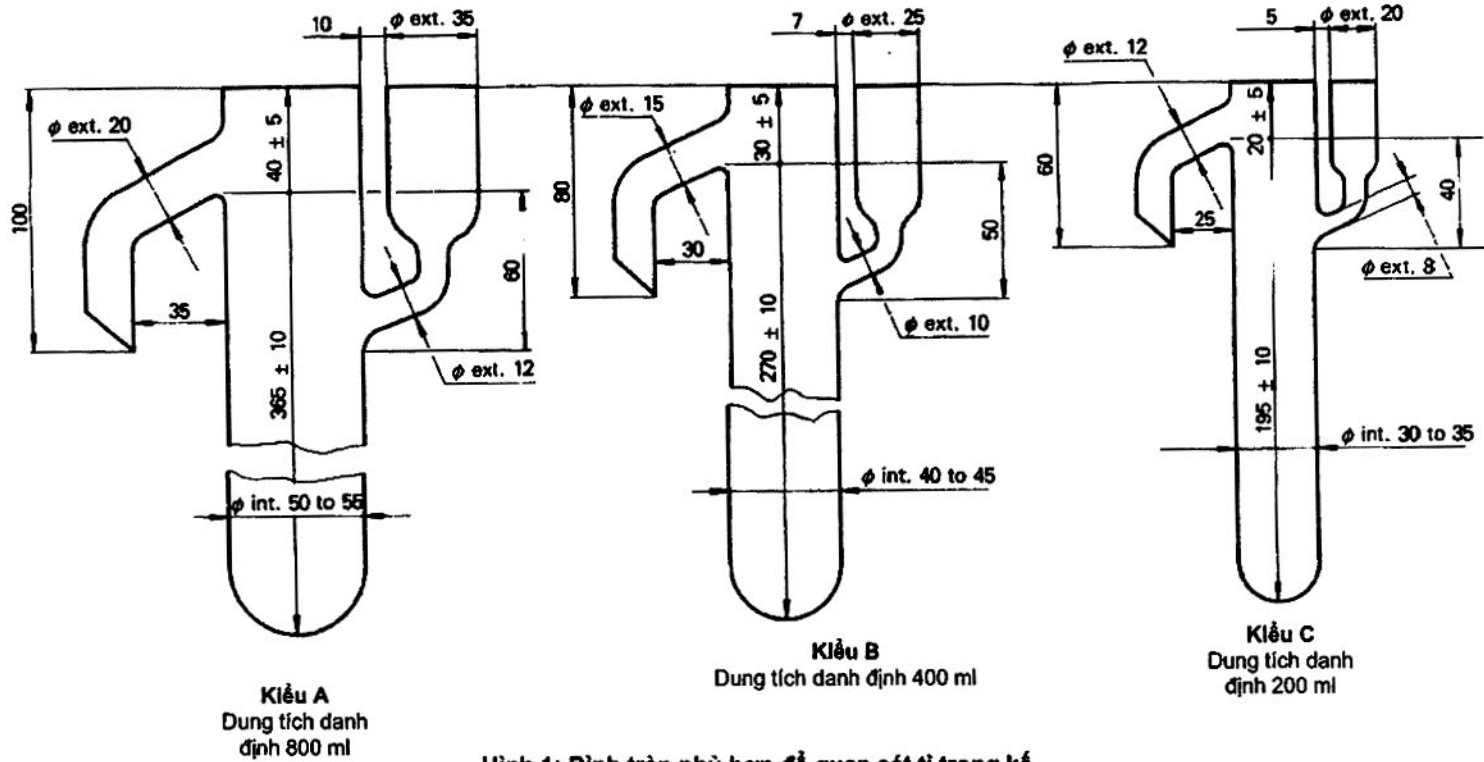 10
φ ext. 35
φ ext. 20
100
40 ± 5
35
60
365 ± 10
φ ext. 12
φ int. 50 to 55
Kiểu A
Dung tích danh
định 800 ml
7
φ ext. 25
φ ext. 15
80
30 ± 5
30
50
φ ext. 10
270 ± 10
φ int. 40 to 45
Kiểu B
Dung tích danh định 400 ml
5
φ ext. 20
φ ext. 12
60
20 ± 5
25
40
φ ext. 8
195 ± 10
φ int. 30 to 35
Kiểu C
Dung tích danh
định 200 ml
Hình 1: Bình tràn phù hợp để quan sát tỉ trọng kế